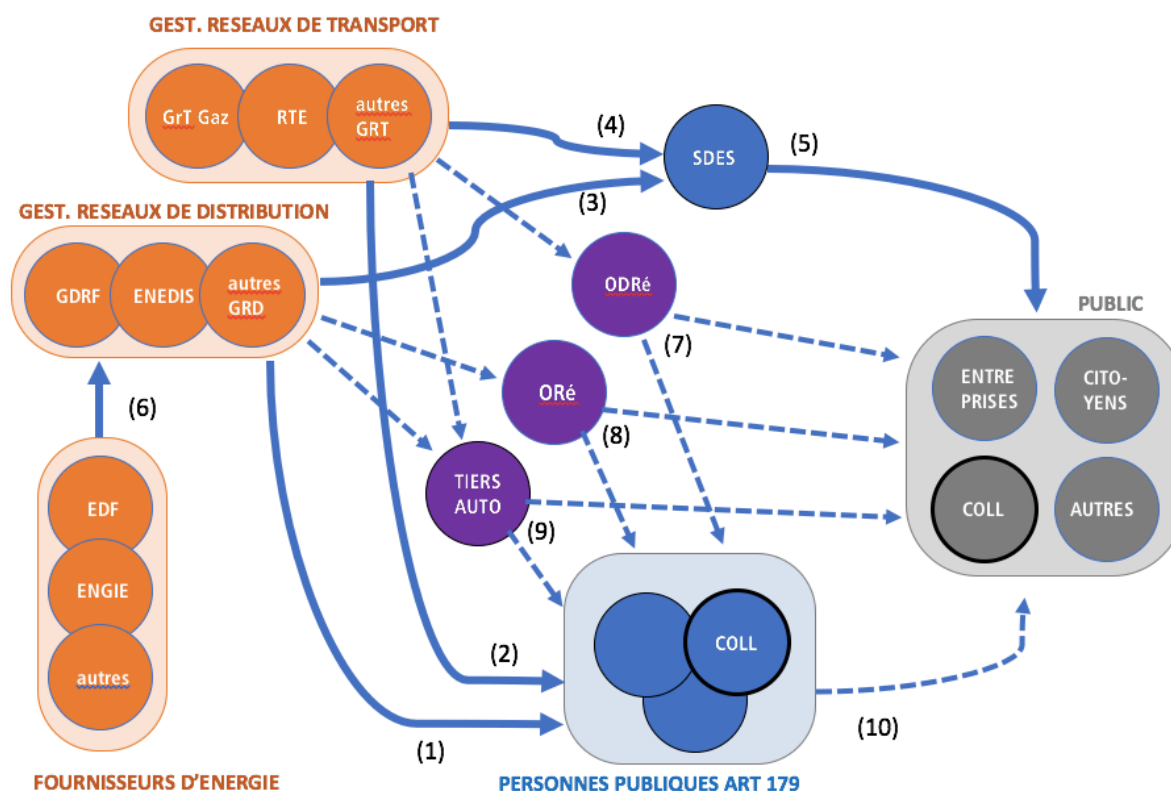 GEST. RESEAUX DE TRANSPORT
GrT Gaz
RTE
autres
GRT
(4)
SDES
(5)
(3)
GEST. RESEAUX DE DISTRIBUTION
GDRF
ENEDIS
autres
GRD
ODRé
(7)
PUBLIC
ENTRE
PRISES
CITO-
YENS
COLL
AUTRES
(6)
ORé
(8)
TIERS
AUTO
(9)
EDF
ENGIE
autres
COLL
(2)
(1)
(10)
FOURNISSEURS D’ENERGIE
PERSONNES PUBLIQUES ART 179